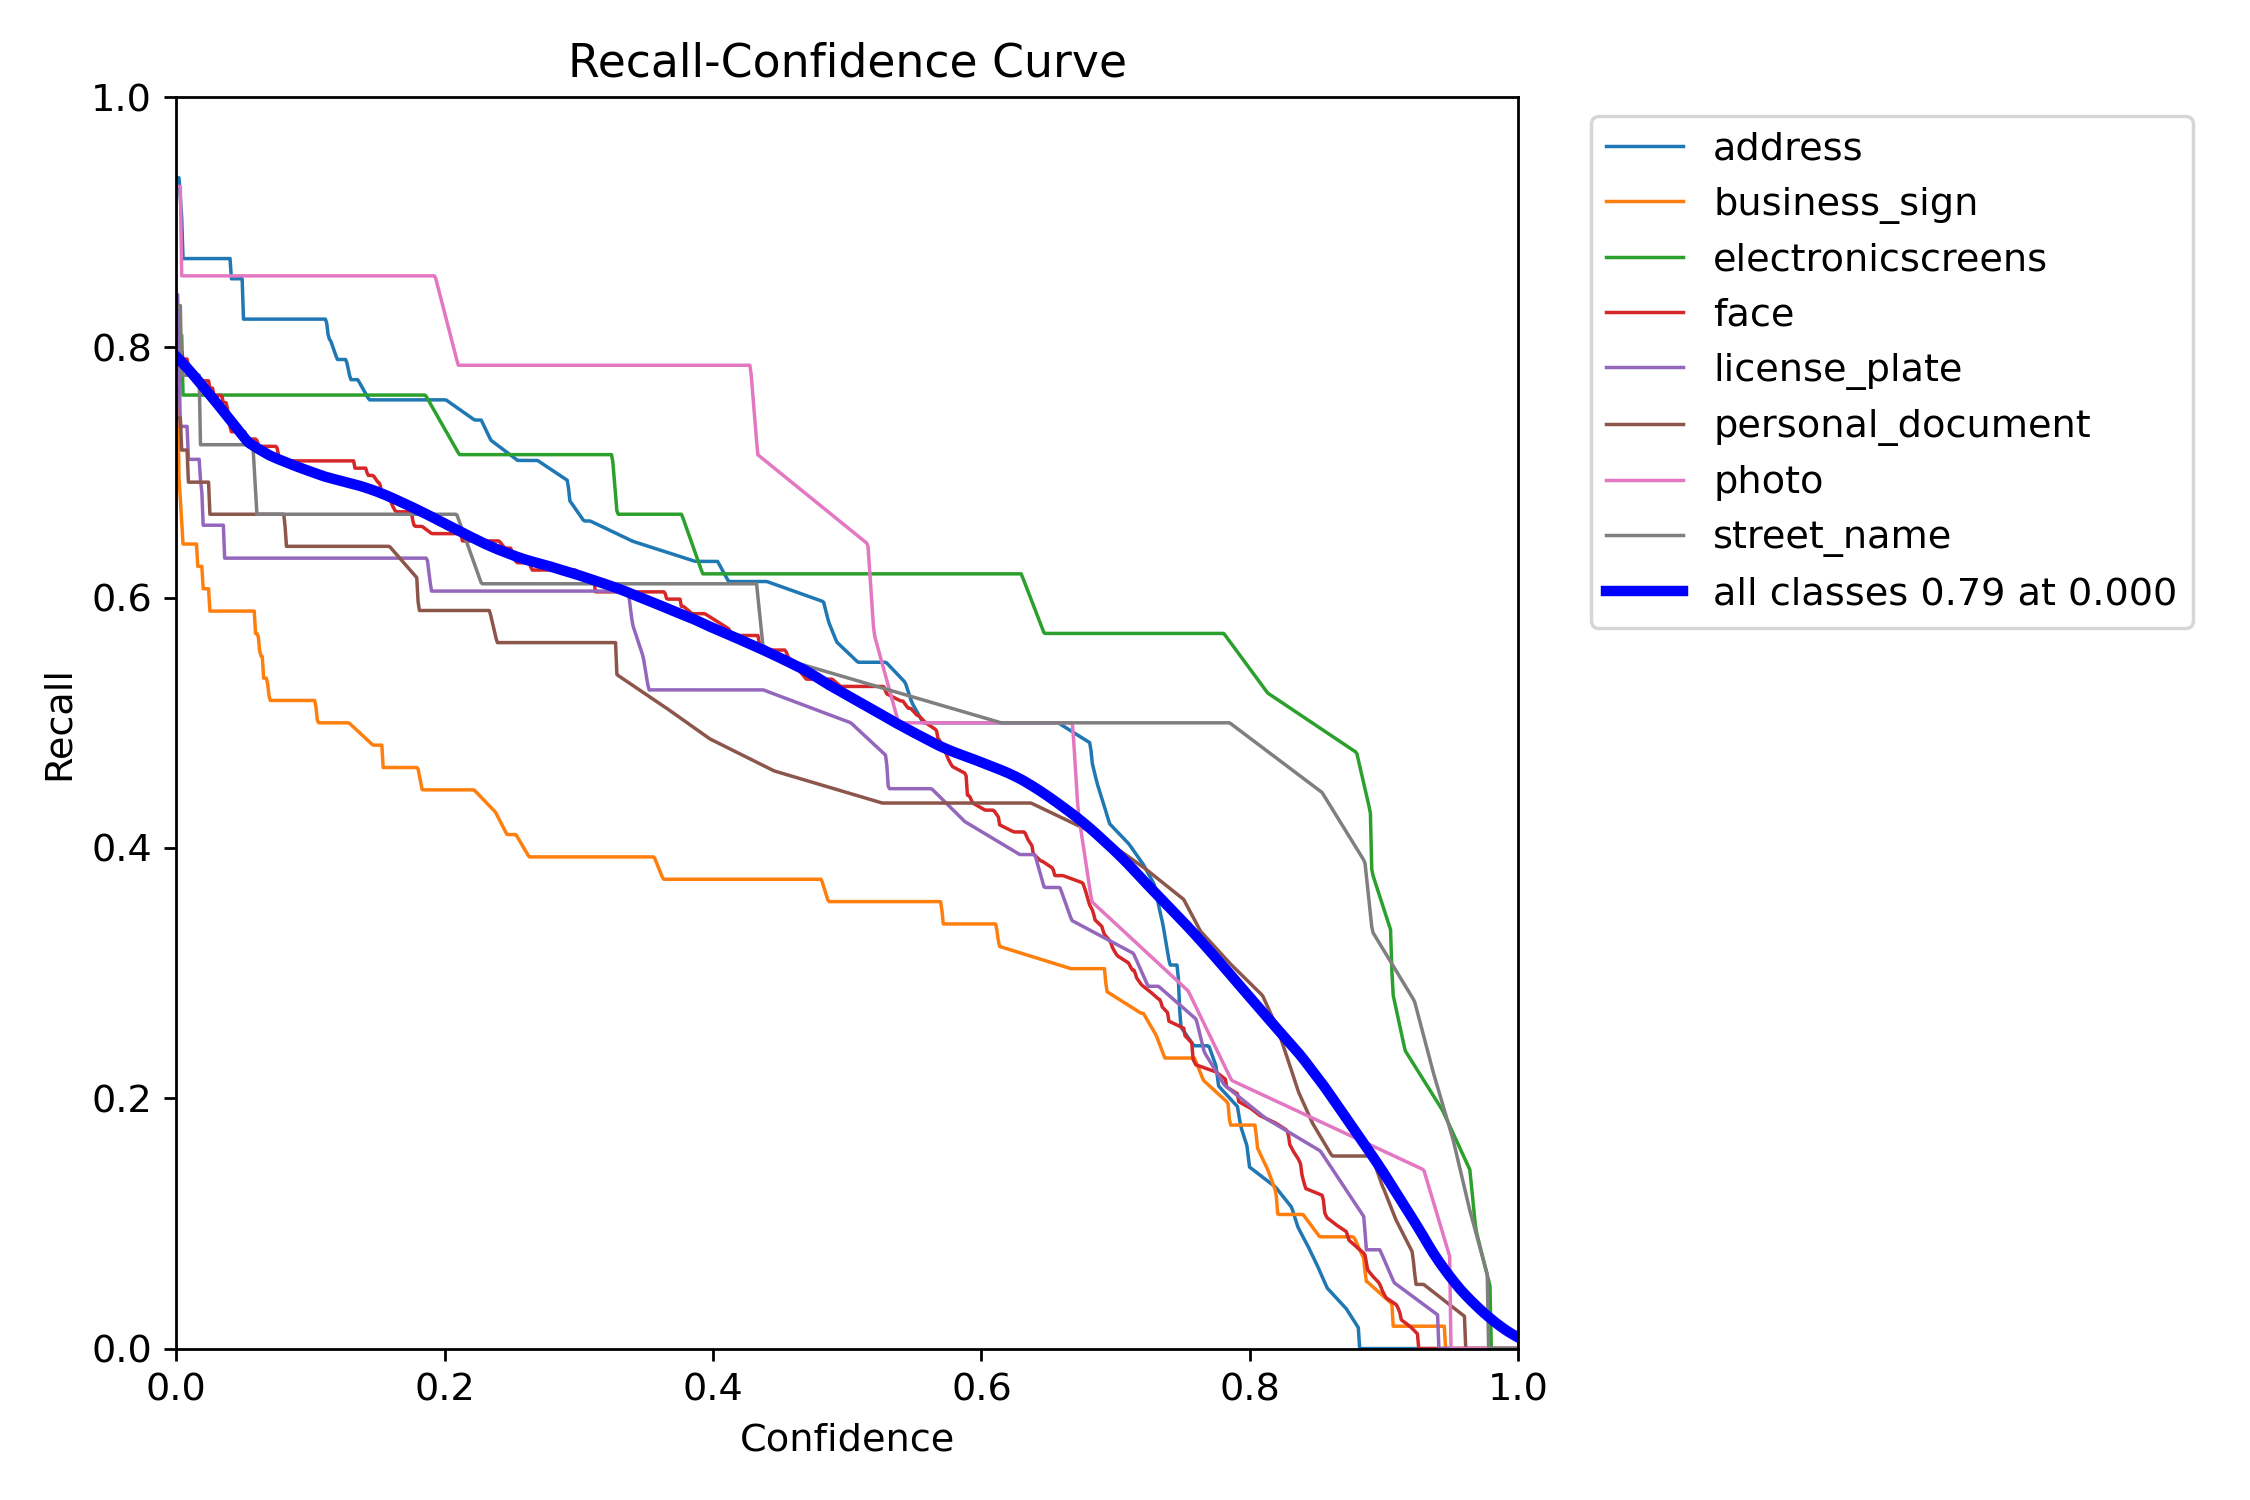 Recall-Confidence Curve
1.0
0.8
0.6
0.4
0.2
0.0
Recall
0.0 0.2 0.4 0.6 0.8 1.0
Confidence
address
business_sign
electronicscreens
face
license_plate
personal_document
photo
street_name
all classes 0.79 at 0.000